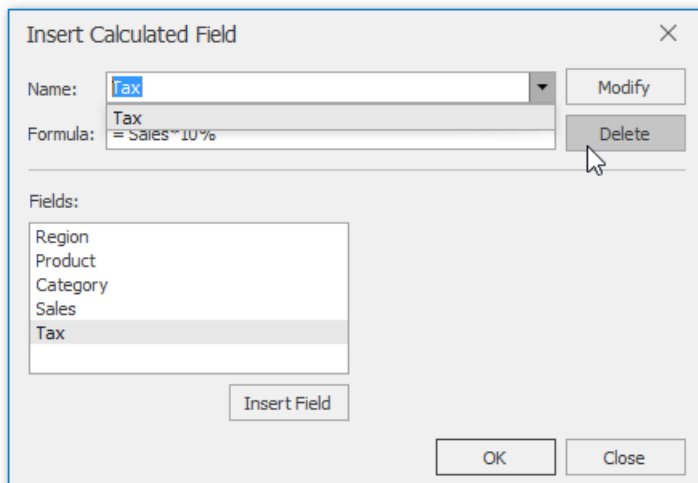 Insert Calculated Field
Name: Tax Modify
Tax
Formula: = Sales*10% Delete
Fields:
Region
Product
Category
Sales
Tax
Insert Field
OK Close